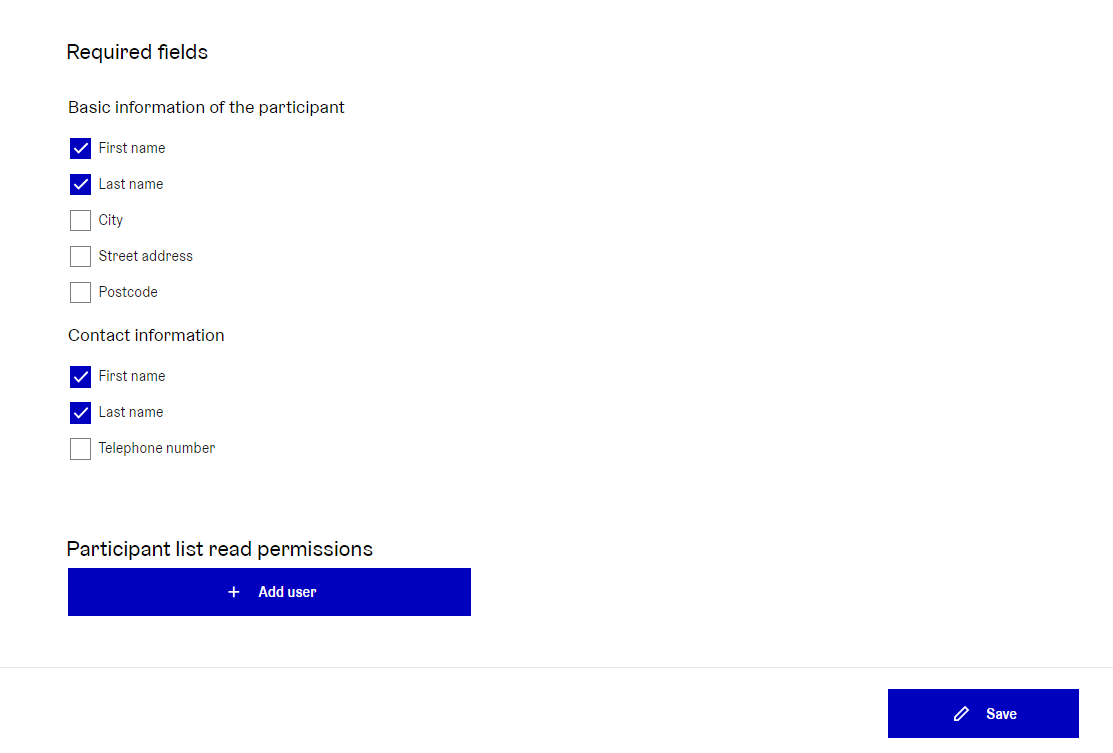 Required fields
Basic information of the participant
First name
Last name
City
Street address
Postcode
Contact information
First name
Last name
Telephone number
Participant list read permissions
+ Add user
Save